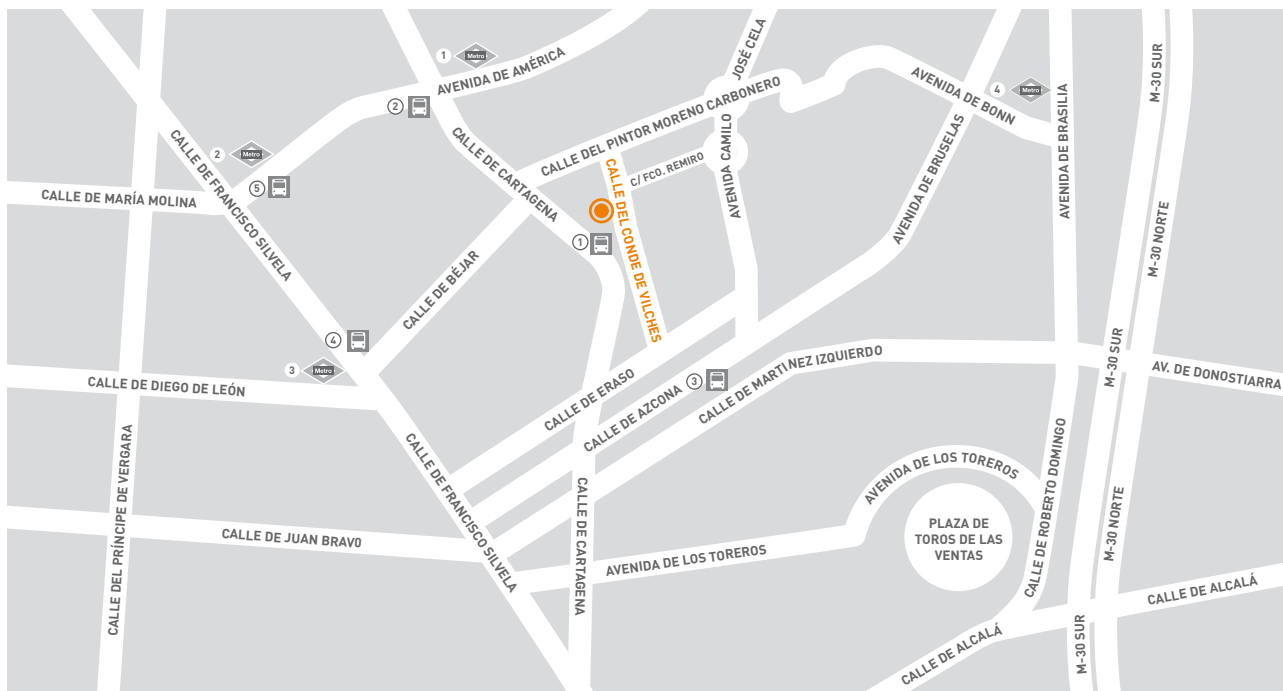 1
Metro
AVENIDA DE AMÉRICA
2
JOSÉ CELA
AVENIDA DE BONN
4
Metro
M-30 SUR
CALLE DEL PINTOR MORENO CARBONERO
CALLE DE FRANCISCO SILVELA
2
Metro
5
CALLE DE MARÍA MOLINA
CALLE DE CARTAGENA
C/ FCO. REMIRO
AVENIDA CAMILO
AVENIDA DE BRUSELAS
AVENIDA DE BRASILIA
M-30 NORTE
CALLE DEL CONDE DE VILCHES
1
CALLE DE BÉJAR
4
3
Metro
CALLE DE DIEGO DE LEÓN
CALLE DE ERASO
CALLE DE AZCONA
3
CALLE DE MARTINEZ IZQUIERDO
M-30 SUR
AV. DE DONOSTIARRA
CALLE DEL PRÍNCIPE DE VERGARA
CALLE DE FRANCISCO SILVELA
CALLE DE JUAN BRAVO
CALLE DE CARTAGENA
AVENIDA DE LOS TOREROS
AVENIDA DE LOS TOREROS
PLAZA DE
TOROS DE LAS
VENTAS
CALLE DE ROBERTO DOMINGO
M-30 NORTE
CALLE DE ALCALÁ
CALLE DE ALCALÁ
M-30 SUR